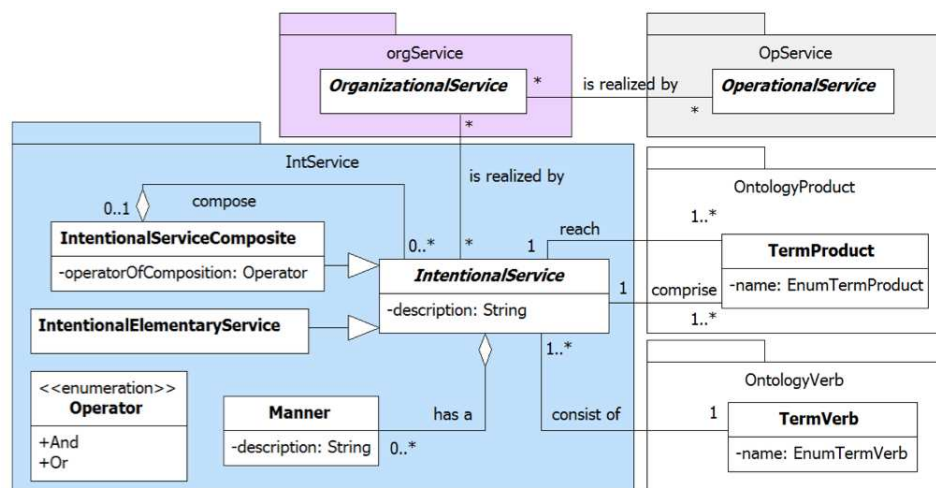 orgService
OrganizationalService
*
is realized by
*
OpService
OperationalService
*
is realized by
*
IntService
compose
0..1
0..*
IntentionalServiceComposite
-operatorOfComposition: Operator
IntentionalElementaryService
IntentionalService
-description: String
<<enumeration>>
Operator
+And
+Or
Manner
-description: String
has a
0..*
1
reach
1..*
1
comprise
1..*
1..*
consist of
1
OntologyProduct
TermProduct
-name: EnumTermProduct
OntologyVerb
TermVerb
-name: EnumTermVerb